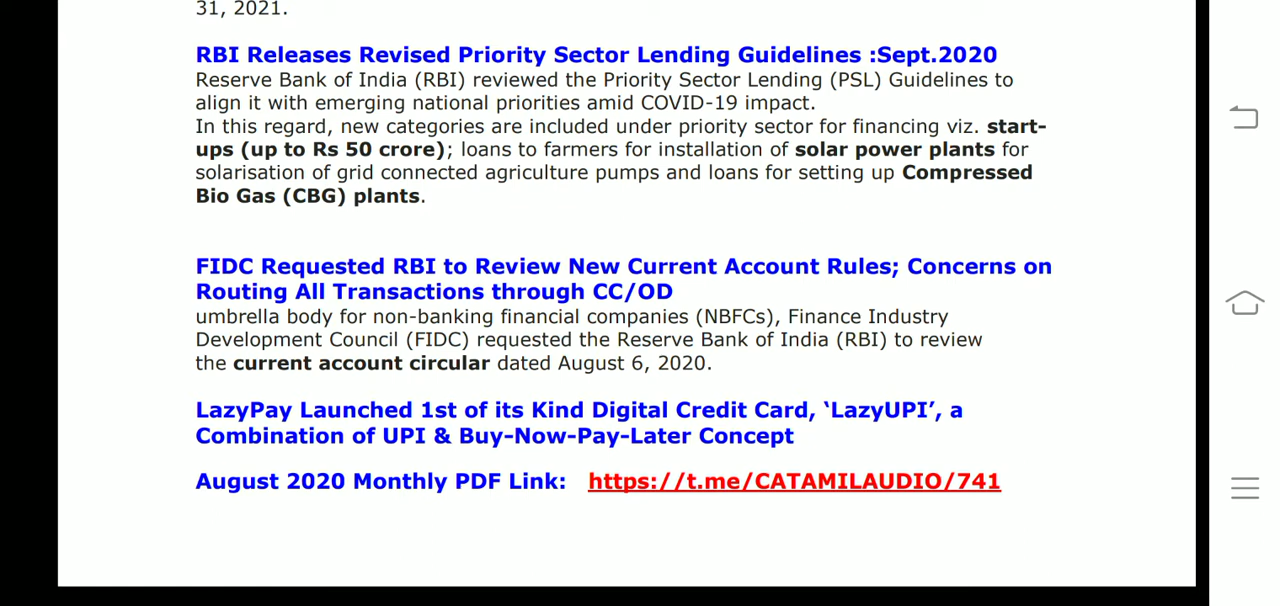 31, 2021.
RBI Releases Revised Priority Sector Lending Guidelines :Sept.2020
Reserve Bank of India (RBI) reviewed the Priority Sector Lending (PSL) Guidelines to
align it with emerging national priorities amid COVID-19 impact.
In this regard, new categories are included under priority sector for financing viz. start-
ups (up to Rs 50 crore); loans to farmers for installation of solar power plants for
solarisation of grid connected agriculture pumps and loans for setting up Compressed
Bio Gas (CBG) plants.
FIDC Requested RBI to Review New Current Account Rules; Concerns on
Routing All Transactions through CC/OD
umbrella body for non-banking financial companies (NBFCs), Finance Industry
Development Council (FIDC) requested the Reserve Bank of India (RBI) to review
the current account circular dated August 6, 2020.
LazyPay Launched 1st of its Kind Digital Credit Card, ‘LazyUPI’, a
Combination of UPI & Buy-Now-Pay-Later Concept
August 2020 Monthly PDF Link: https://t.me/CATAMILAUDIO/741